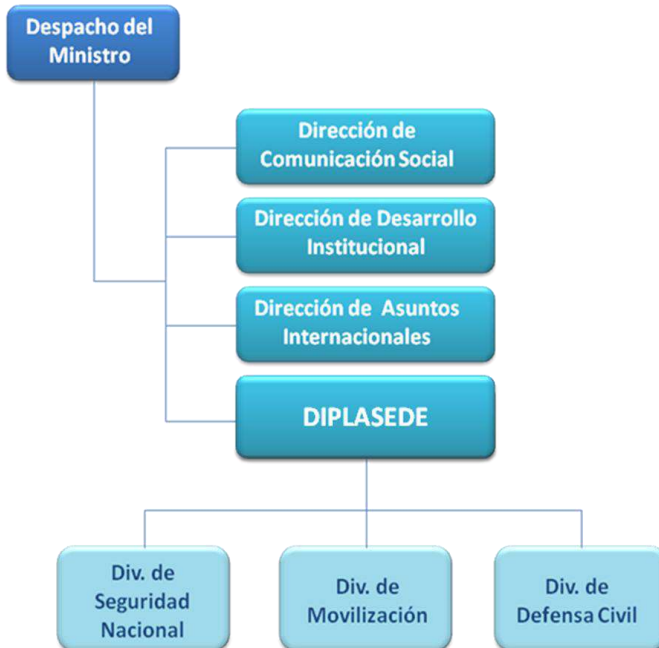 Despacho del
Ministro
Dirección de
Comunicación Social
Dirección de Desarrollo
Institucional
Dirección de Asuntos
Internacionales
DIPLASEDE
Div. de
Seguridad
Nacional
Div. de
Movilización
Div. de
Defensa Civil